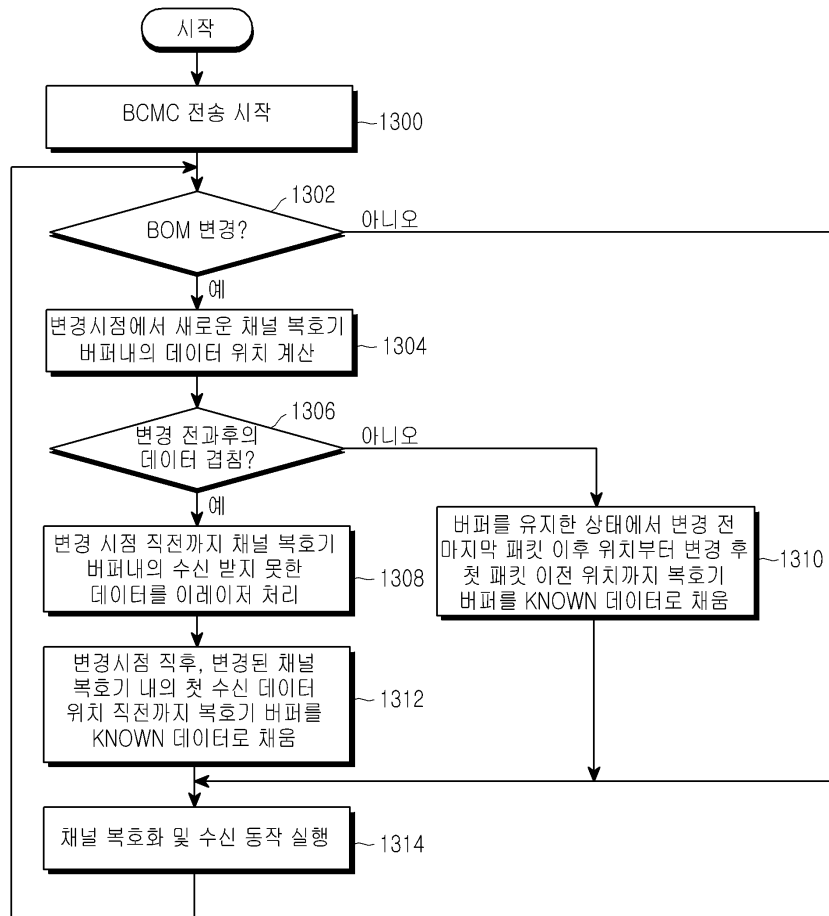 시작
BCMC 전송 시작
1300
1302
BOM 변경?
아니오
예
변경시점에서 새로운 채널 복호기
버퍼내의 데이터 위치 계산
1304
1306
변경 전과후의
데이터 겹침?
아니오
예
변경 시점 직전까지 채널 복호기
버퍼내의 수신 받지 못한
데이터를 이레이저 처리
1308
버퍼를 유지한 상태에서 변경 전
마지막 패킷 이후 위치부터 변경 후
첫 패킷 이전 위치까지 복호기
버퍼를 KNOWN 데이터로 채움
1310
변경시점 직후, 변경된 채널
복호기 내의 첫 수신 데이터
위치 직전까지 복호기 버퍼를
KNOWN 데이터로 채움
1312
채널 복호화 및 수신 동작 실행
1314